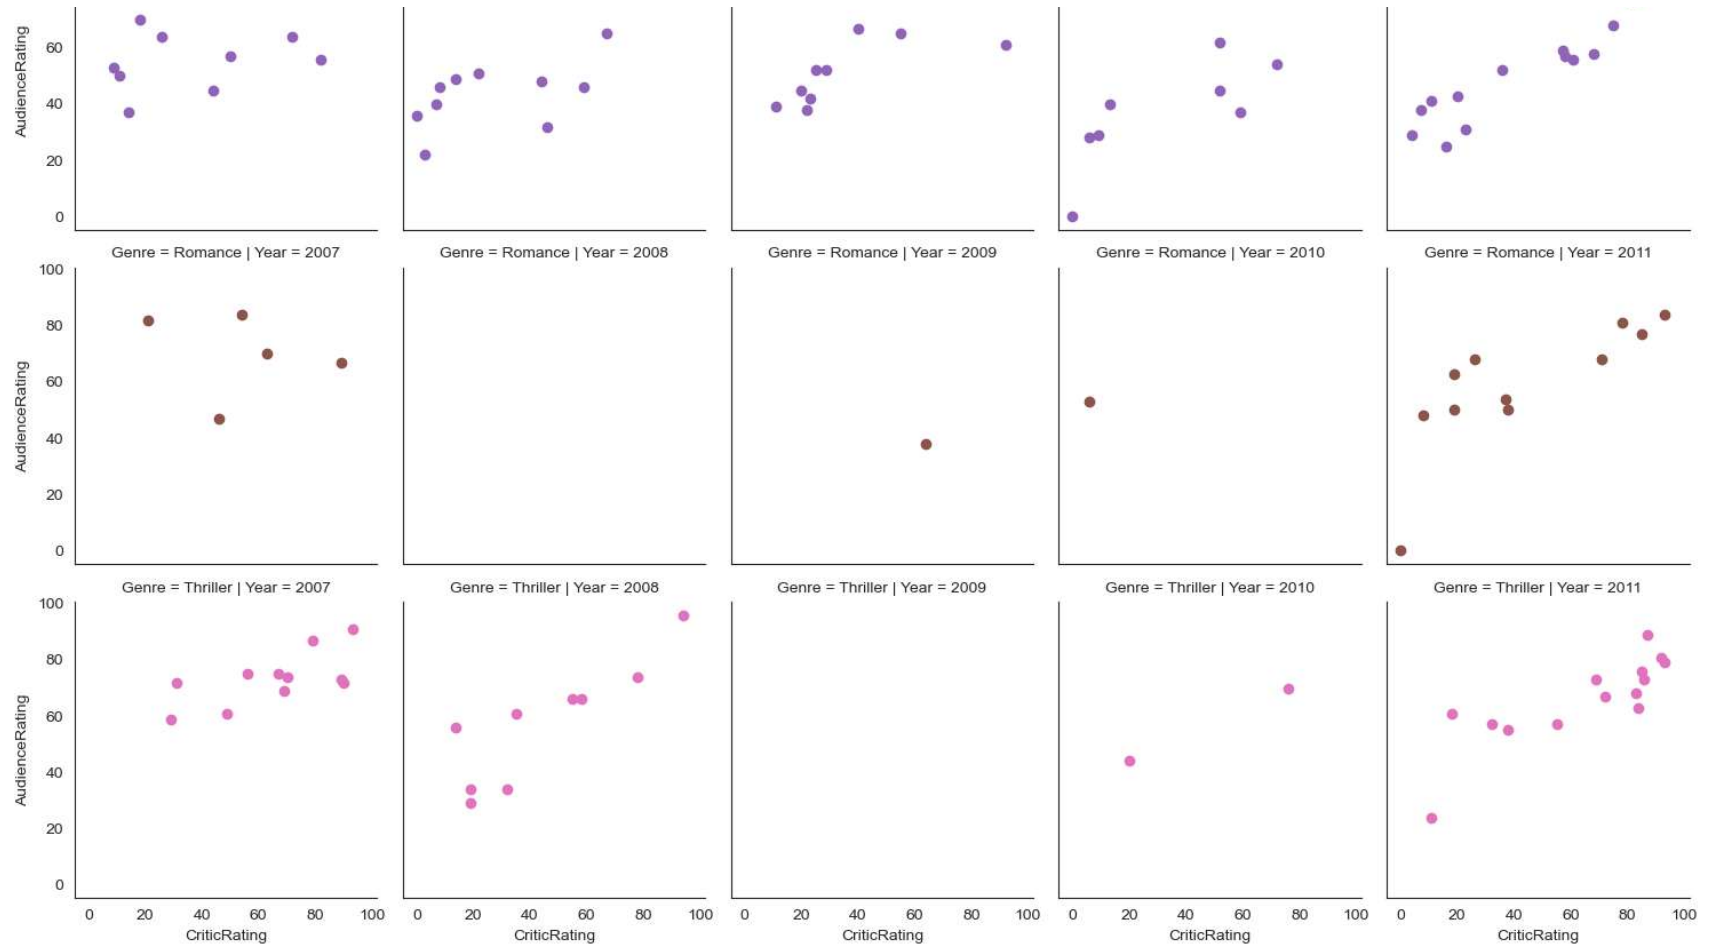 AudienceRating
60
40
20
0
Genre = Romance | Year = 2007
Genre = Romance | Year = 2008
Genre = Romance | Year = 2009
Genre = Romance | Year = 2010
Genre = Romance | Year = 2011
AudienceRating
100
80
60
40
20
0
Genre = Thriller | Year = 2007
Genre = Thriller | Year = 2008
Genre = Thriller | Year = 2009
Genre = Thriller | Year = 2010
Genre = Thriller | Year = 2011
AudienceRating
100
80
60
40
20
0
0 20 40 60 80 100
0 20 40 60 80 100
0 20 40 60 80 100
0 20 40 60 80 100
0 20 40 60 80 100
CriticRating
CriticRating
CriticRating
CriticRating
CriticRating